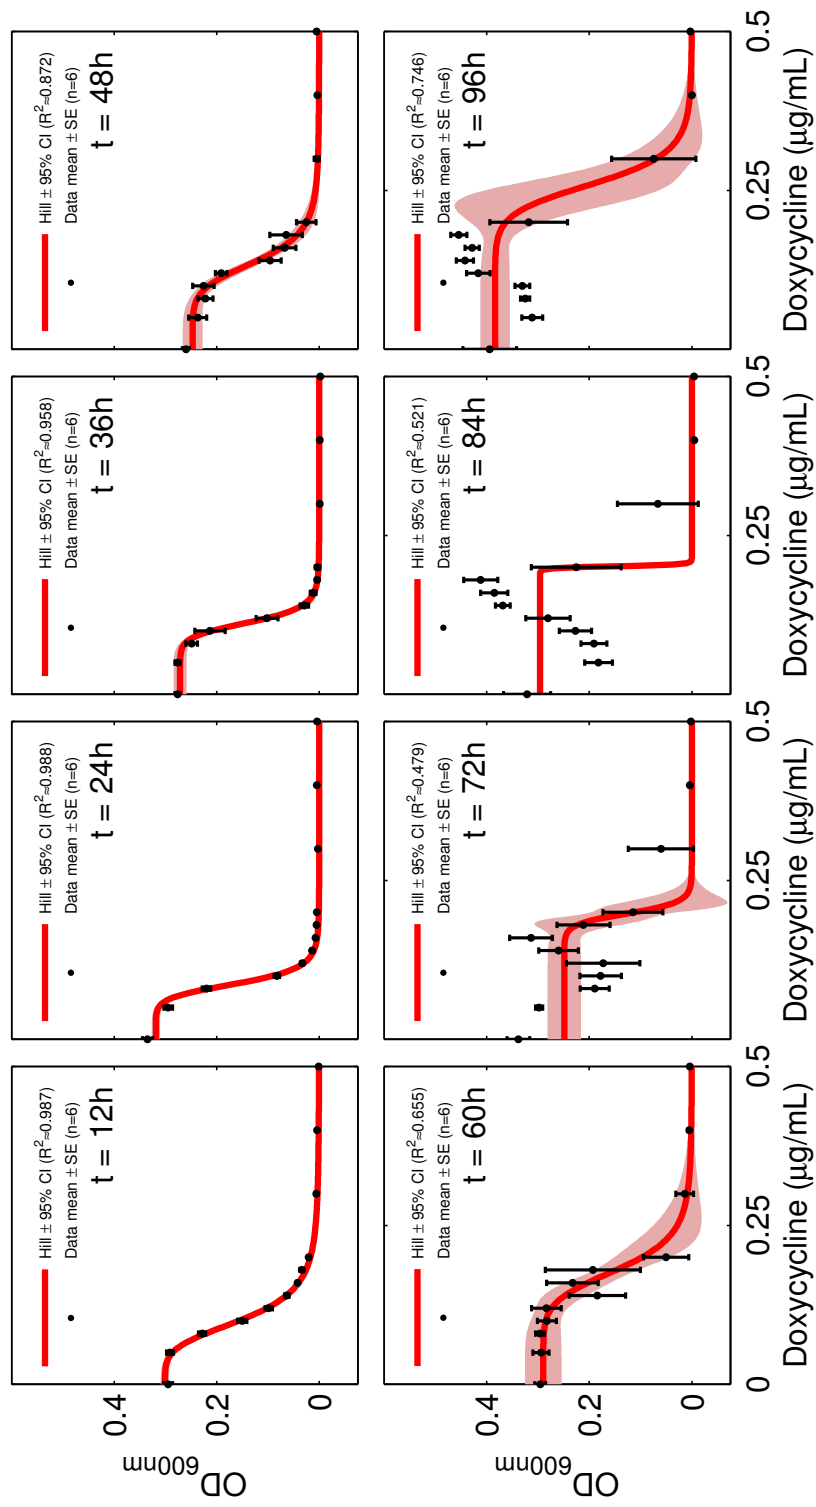 Hill ± 95% CI (R²≈0.987)
Data mean ± SE (n=6)
t = 12h
Hill ± 95% CI (R²≈0.988)
Data mean ± SE (n=6)
t = 24h
Hill ± 95% CI (R²≈0.958)
Data mean ± SE (n=6)
t = 36h
Hill ± 95% CI (R²≈0.872)
Data mean ± SE (n=6)
t = 48h
0.4
0.2
0
OD600nm
Hill ± 95% CI (R²≈0.655)
Data mean ± SE (n=6)
t = 60h
Hill ± 95% CI (R²≈0.479)
Data mean ± SE (n=6)
t = 72h
Hill ± 95% CI (R²≈0.521)
Data mean ± SE (n=6)
t = 84h
Hill ± 95% CI (R²≈0.746)
Data mean ± SE (n=6)
t = 96h
0.4
0.2
0
OD600nm
0 0.25 0.5 0.25 0.5 0.25 0.5 0.25 0.5
Doxycycline (μg/mL) Doxycycline (μg/mL) Doxycycline (μg/mL) Doxycycline (μg/mL)